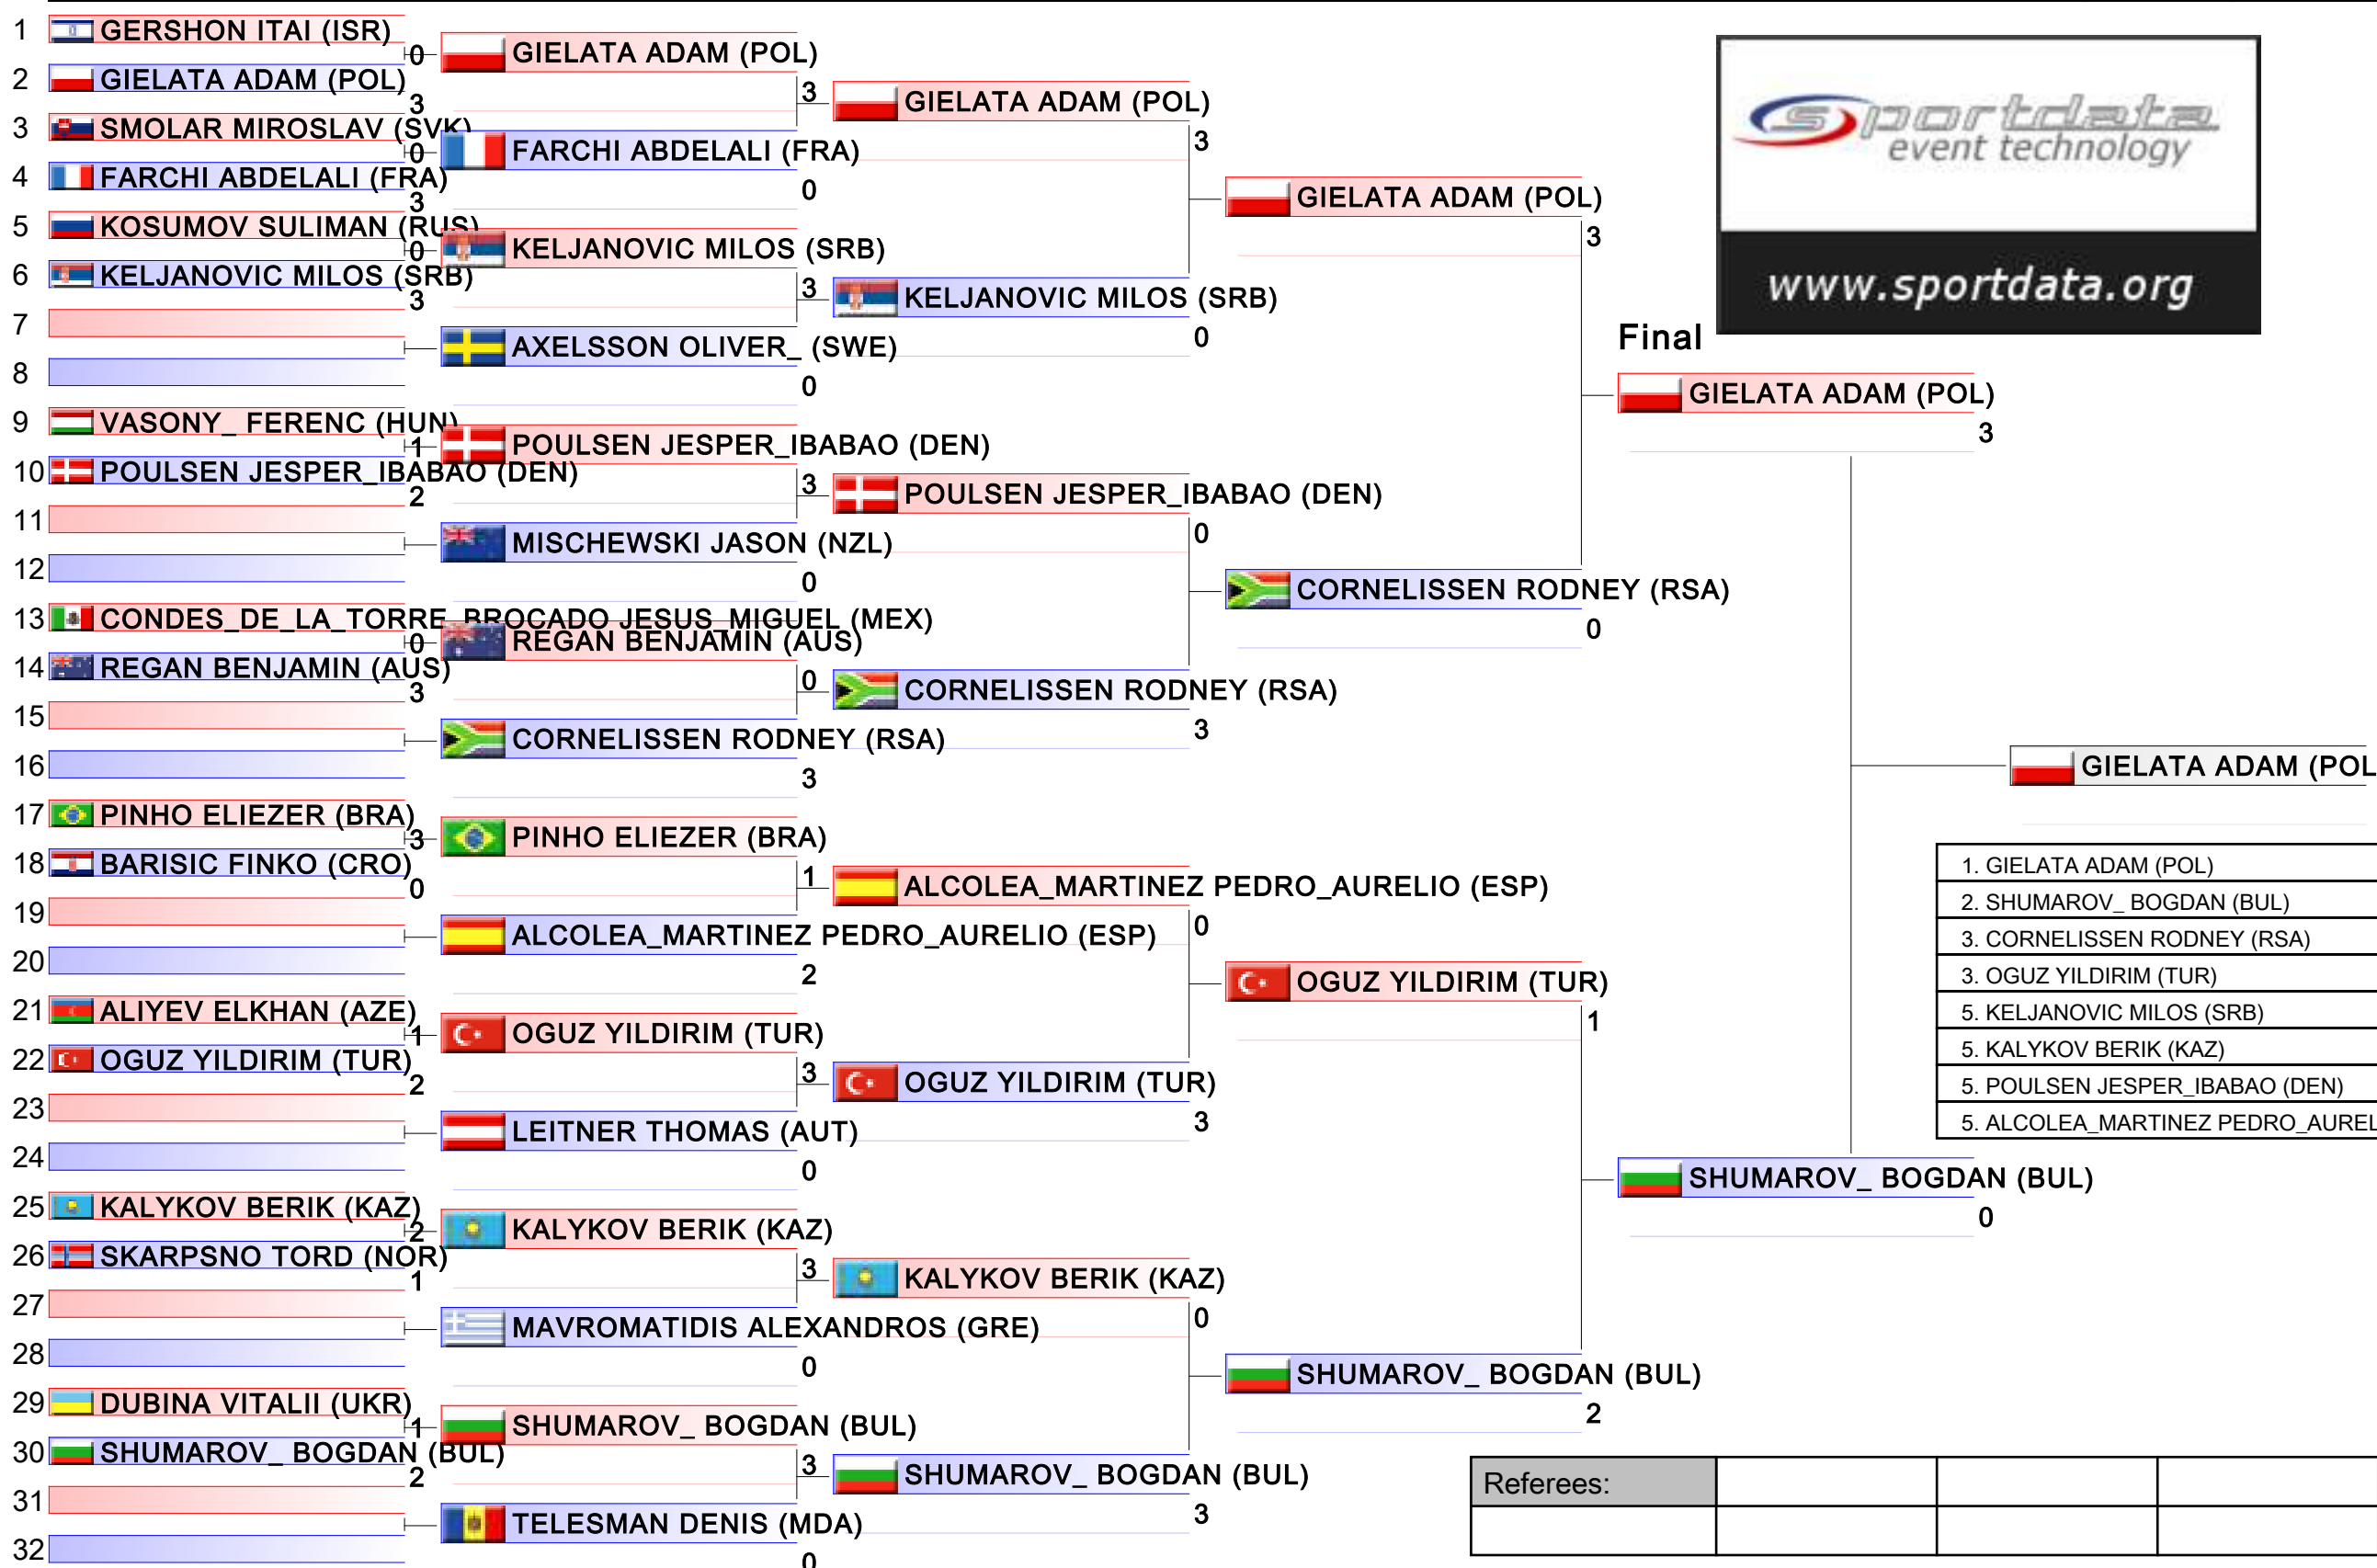 1 GERSHON ITAI (ISR)
0
2 GIELATA ADAM (POL)
3
3 SMOLAR MIROSLAV (SVK)
0
4 FARCHI ABDELALI (FRA)
3
5 KOSUMOV SULIMAN (RUS)
0
6 KELJANOVIC MILOS (SRB)
3
7
8
9 VASONY_ FERENC (HUN)
1
10 POULSEN JESPER_IBABAO (DEN)
2
11
12
13 CONDES_DE_LA_TORRE_BROCADO JESUS_MIGUEL (MEX)
0
14 REGAN BENJAMIN (AUS)
3
15
16
17 PINHO ELIEZER (BRA)
3
18 BARISIC FINKO (CRO)
0
19
20
21 ALIYEV ELKHAN (AZE)
1
22 OGUZ YILDIRIM (TUR)
2
23
24
25 KALYKOV BERIK (KAZ)
2
26 SKARPSNO TORD (NOR)
1
27
28
29 DUBINA VITALII (UKR)
1
30 SHUMAROV_ BOGDAN (BUL)
2
31
32
GIELATA ADAM (POL)
3
FARCHI ABDELALI (FRA)
0
KELJANOVIC MILOS (SRB)
3
AXELSSON OLIVER_ (SWE)
0
POULSEN JESPER_IBABAO (DEN)
3
MISCHEWSKI JASON (NZL)
0
REGAN BENJAMIN (AUS)
0
CORNELISSEN RODNEY (RSA)
3
PINHO ELIEZER (BRA)
1
ALCOLEA_MARTINEZ PEDRO_AURELIO (ESP)
2
OGUZ YILDIRIM (TUR)
3
LEITNER THOMAS (AUT)
0
KALYKOV BERIK (KAZ)
3
MAVROMATIDIS ALEXANDROS (GRE)
0
SHUMAROV_ BOGDAN (BUL)
3
TELESMAN DENIS (MDA)
0
GIELATA ADAM (POL)
3
KELJANOVIC MILOS (SRB)
0
POULSEN JESPER_IBABAO (DEN)
0
CORNELISSEN RODNEY (RSA)
3
ALCOLEA_MARTINEZ PEDRO_AURELIO (ESP)
0
OGUZ YILDIRIM (TUR)
3
KALYKOV BERIK (KAZ)
0
SHUMAROV_ BOGDAN (BUL)
3
GIELATA ADAM (POL)
3
CORNELISSEN RODNEY (RSA)
0
OGUZ YILDIRIM (TUR)
1
SHUMAROV_ BOGDAN (BUL)
2
Final
GIELATA ADAM (POL)
3
SHUMAROV_ BOGDAN (BUL)
0
GIELATA ADAM (POL
sportdata
event technology
www.sportdata.org
1. GIELATA ADAM (POL)
2. SHUMAROV_ BOGDAN (BUL)
3. CORNELISSEN RODNEY (RSA)
3. OGUZ YILDIRIM (TUR)
5. KELJANOVIC MILOS (SRB)
5. KALYKOV BERIK (KAZ)
5. POULSEN JESPER_IBABAO (DEN)
5. ALCOLEA_MARTINEZ PEDRO_AUREL
Referees: